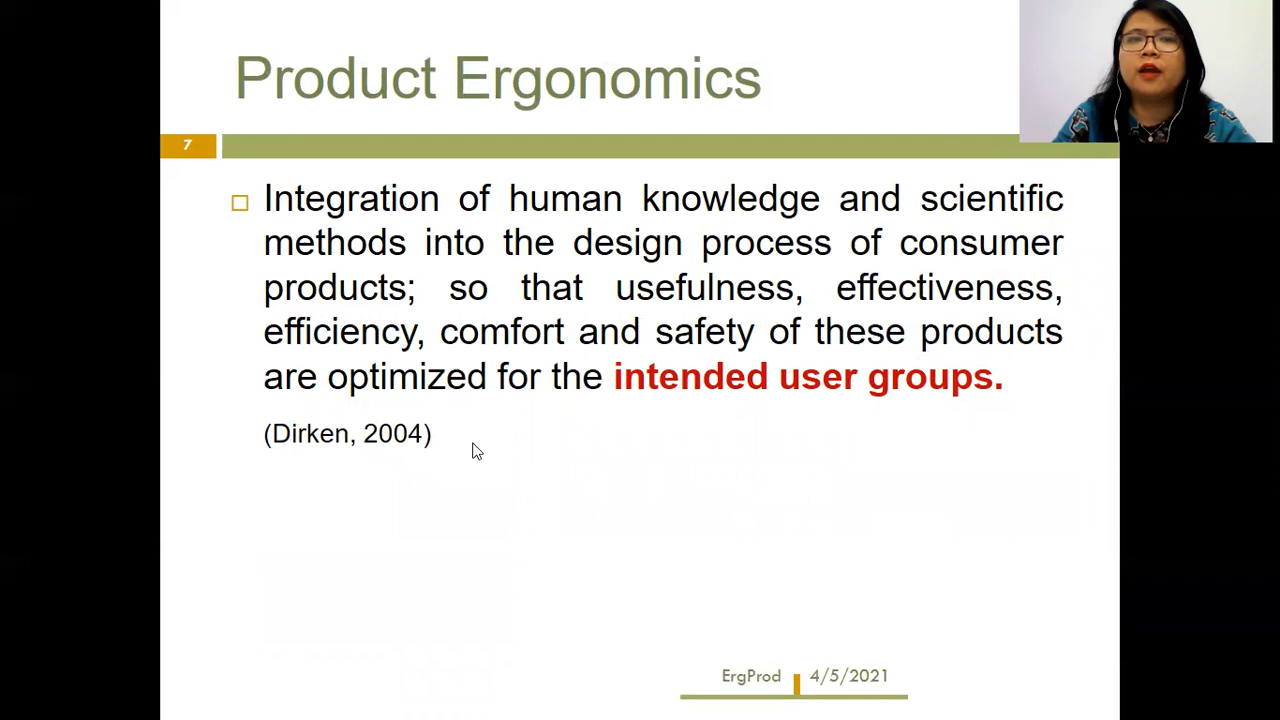 Product Ergonomics
7
Integration of human knowledge and scientific
methods into the design process of consumer
products; so that usefulness, effectiveness,
efficiency, comfort and safety of these products
are optimized for the intended user groups.
(Dirken, 2004)
ErgProd 4/5/2021